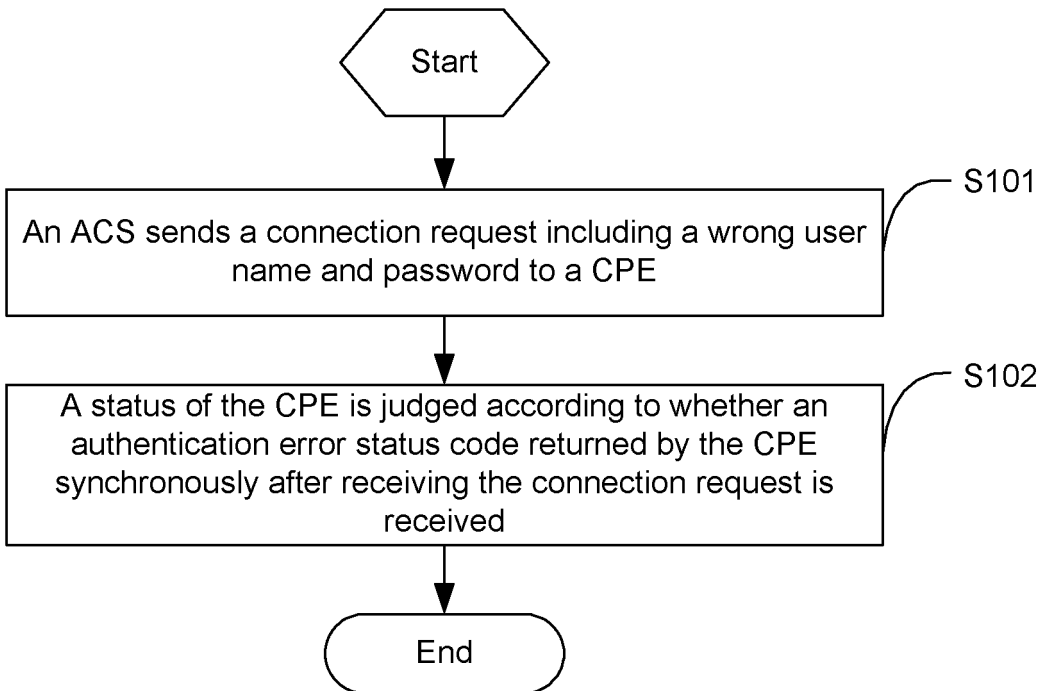 Start
S101
An ACS sends a connection request including a wrong user
name and password to a CPE
S102
A status of the CPE is judged according to whether an
authentication error status code returned by the CPE
synchronously after receiving the connection request is
received
End